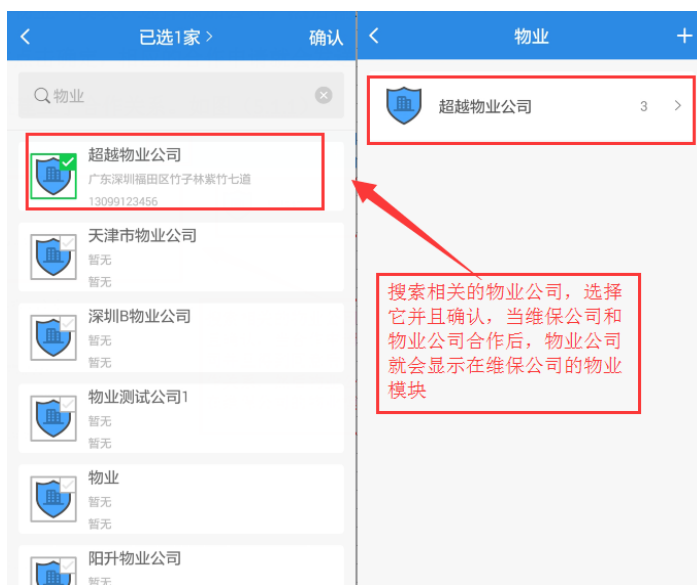 已选1家
确认
物业
超越物业公司
广东深圳福田区竹子林紫竹七道
13099123456
天津市物业公司
暂无
暂无
深圳B物业公司
暂无
暂无
物业测试公司1
暂无
暂无
物业
暂无
暂无
阳升物业公司
暂无
物业
超越物业公司
3
搜索相关的物业公司，选择
它并且确认，当维保公司和
物业公司合作后，物业公司
就会显示在维保公司的物业
模块